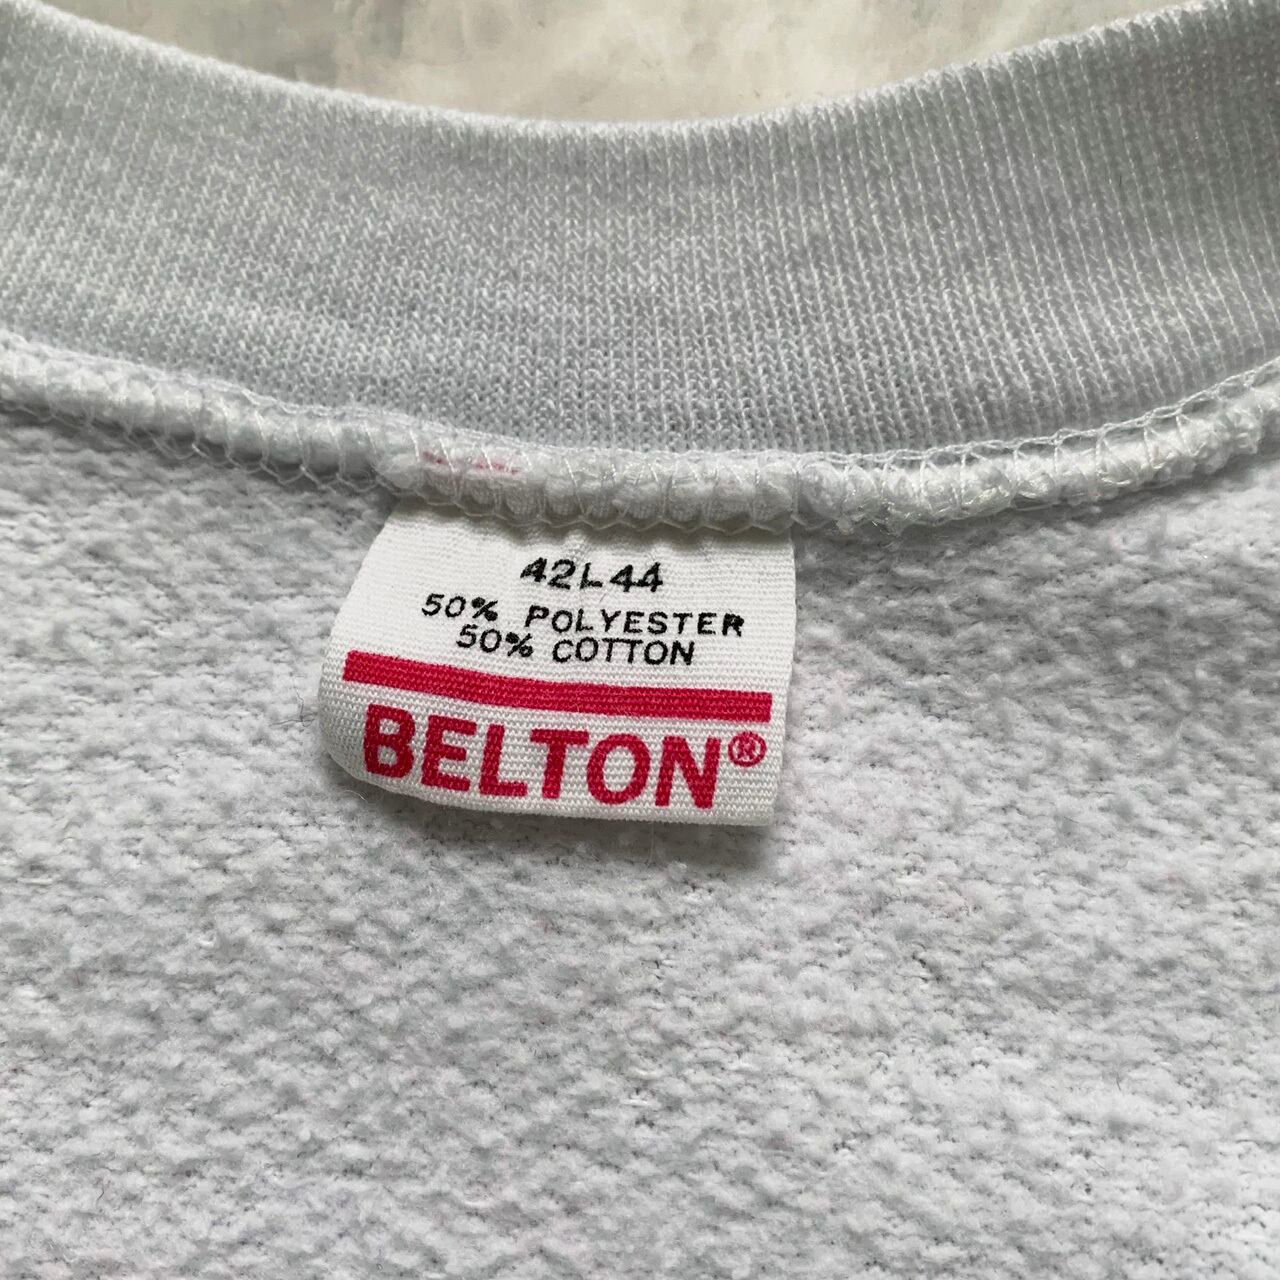 42L44
50% POLYESTER
50% COTTON
BELTON®